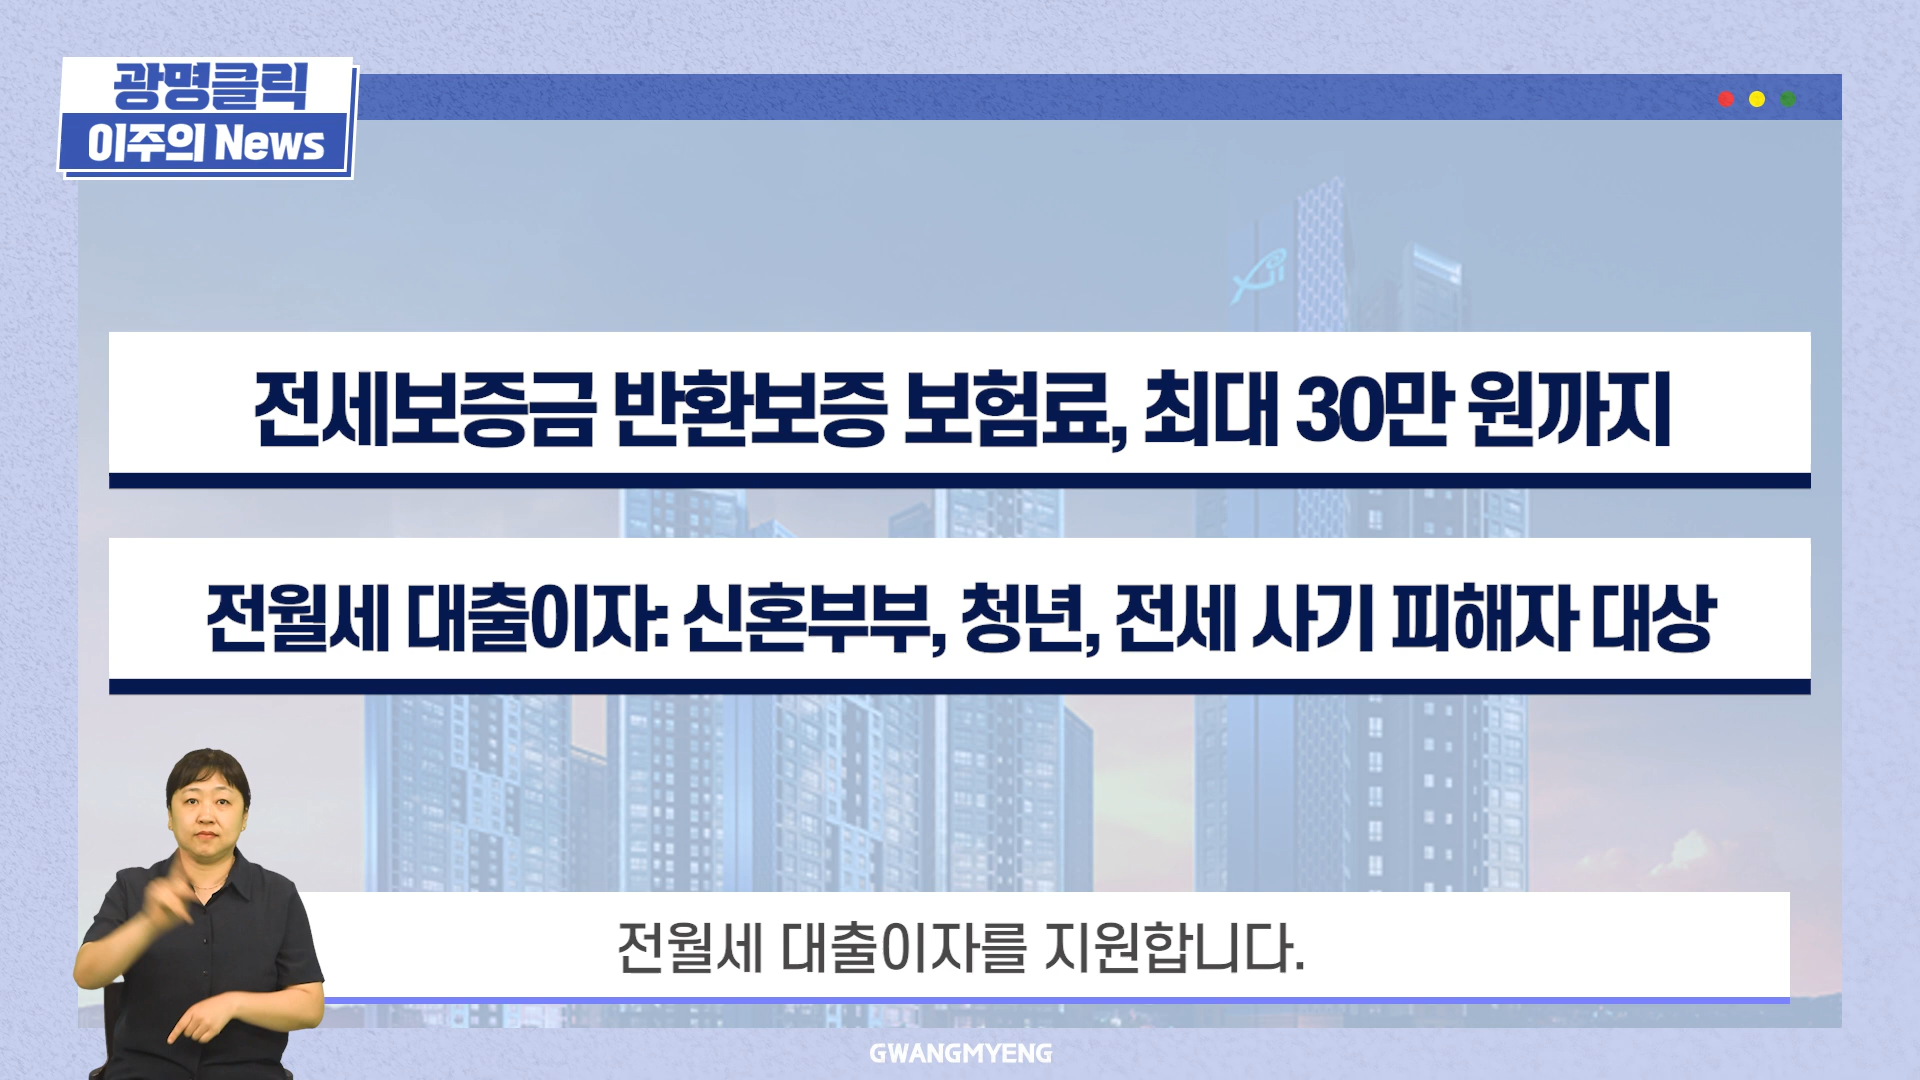 광명클릭
이주의 News
전세보증금 반환보증 보험료, 최대 30만 원까지
전월세 대출이자: 신혼부부, 청년, 전세 사기 피해자 대상
전월세 대출이자를 지원합니다.
GWANGMYENG